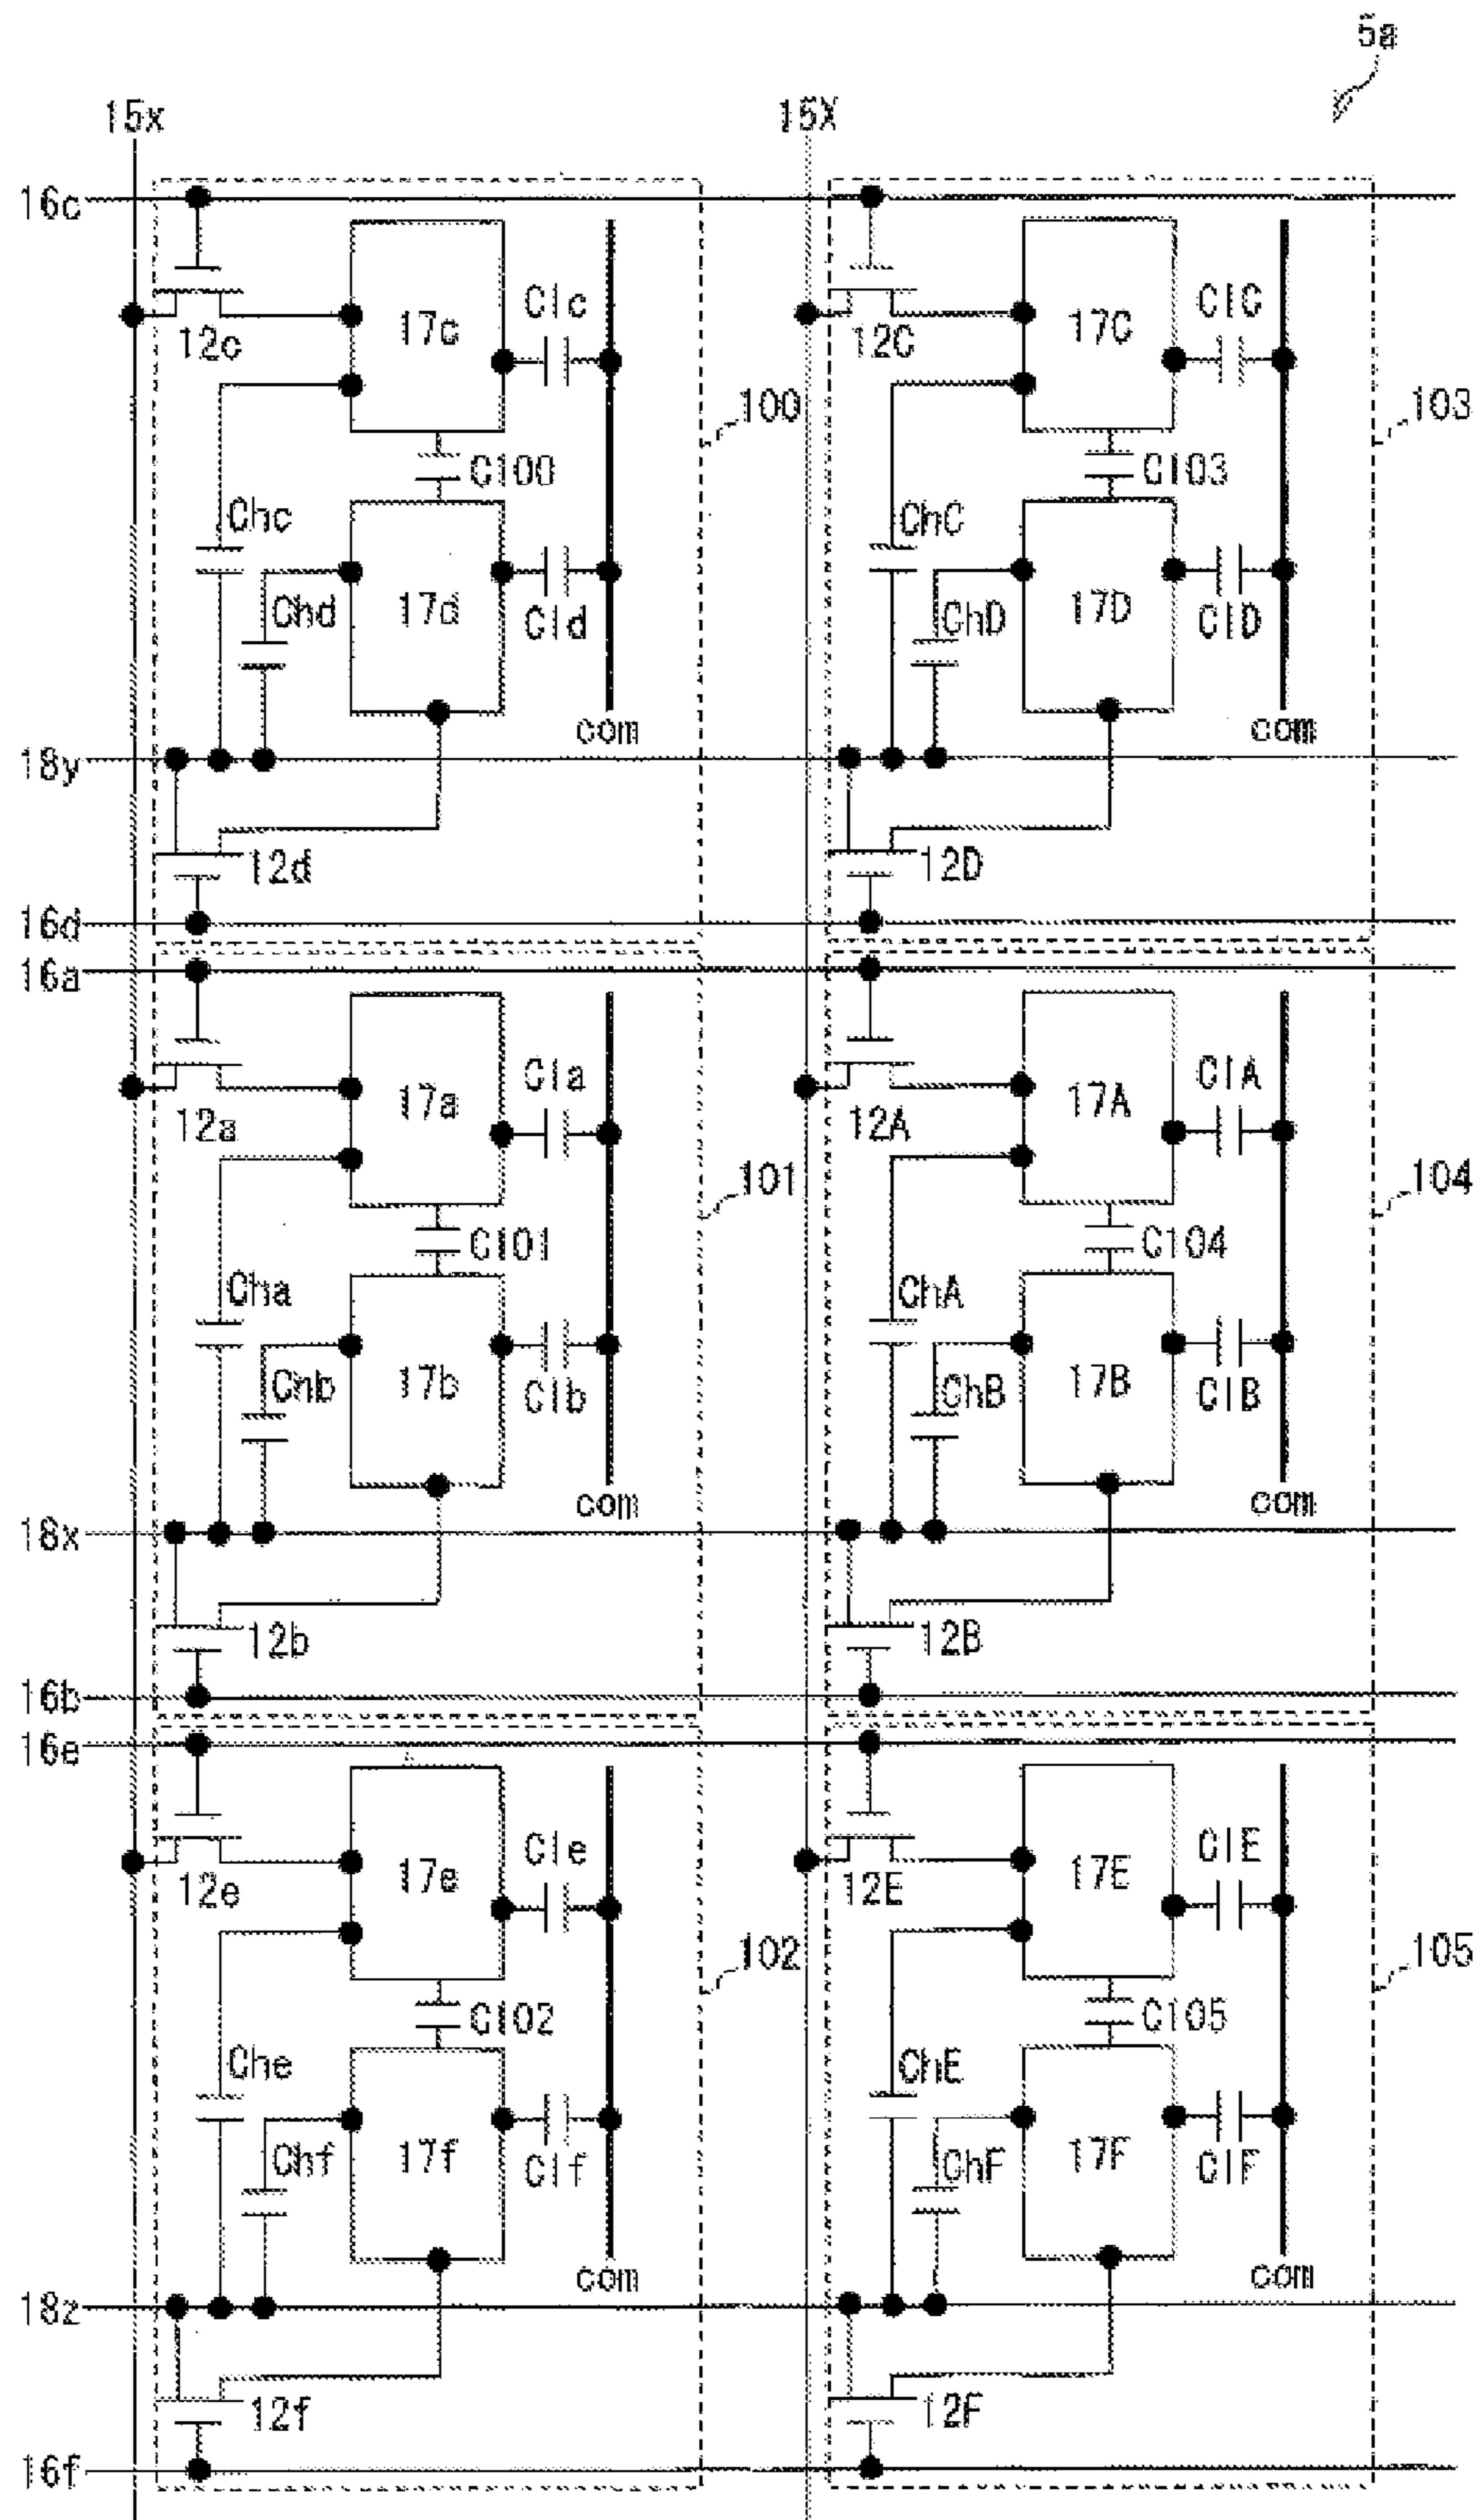 5a
15x 15X
16c
Clc ClC
12c 17c 12C 17C
100 103
C100 C103
Chc ChC
Chd 17d Cld ChD 17D ClD
com com
18y
12d 12D
16d
16a
Cla ClA
12a 17a 12A 17A
101 104
C101 C104
Cha ChA
Chb 17b Clb ChB 17B ClB
com com
18x
12b 12B
16b
16e
Cle ClE
12e 17e 12E 17E
102 105
C102 C105
Che ChE
Chf 17f Clf ChF 17F ClF
com com
18z
12f 12F
16f